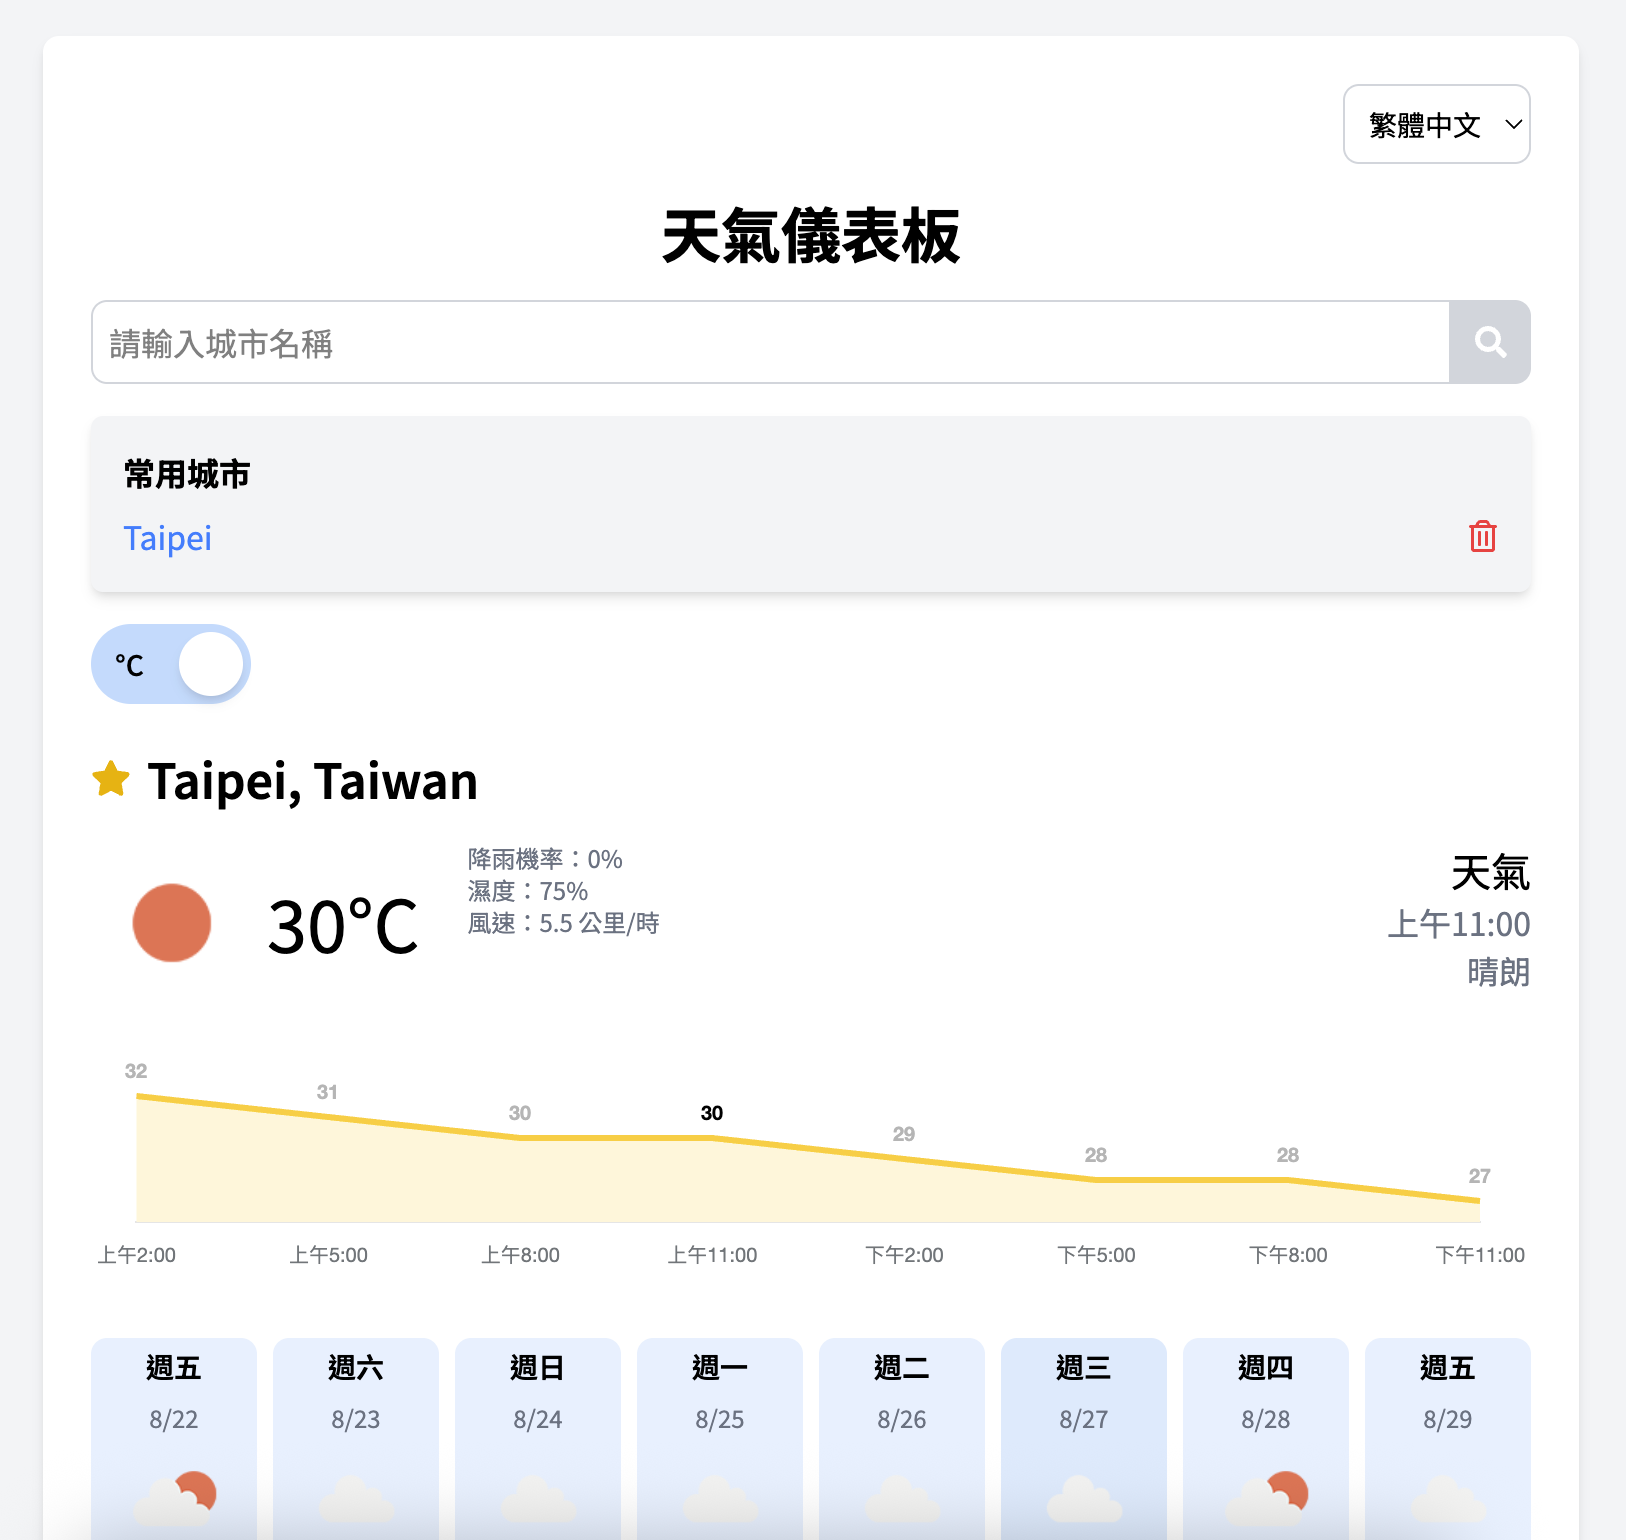 繁體中文
天氣儀表板
請輸入城市名稱
常用城市
Taipei
°C
Taipei, Taiwan
30°C
降雨機率：0%
濕度：75%
風速：5.5 公里/時
天氣
上午11:00
晴朗
32 31 30 30 29 28 28 27
上午2:00 上午5:00 上午8:00 上午11:00 下午2:00 下午5:00 下午8:00 下午11:00
週五 週六 週日 週一 週二 週三 週四 週五
8/22 8/23 8/24 8/25 8/26 8/27 8/28 8/29